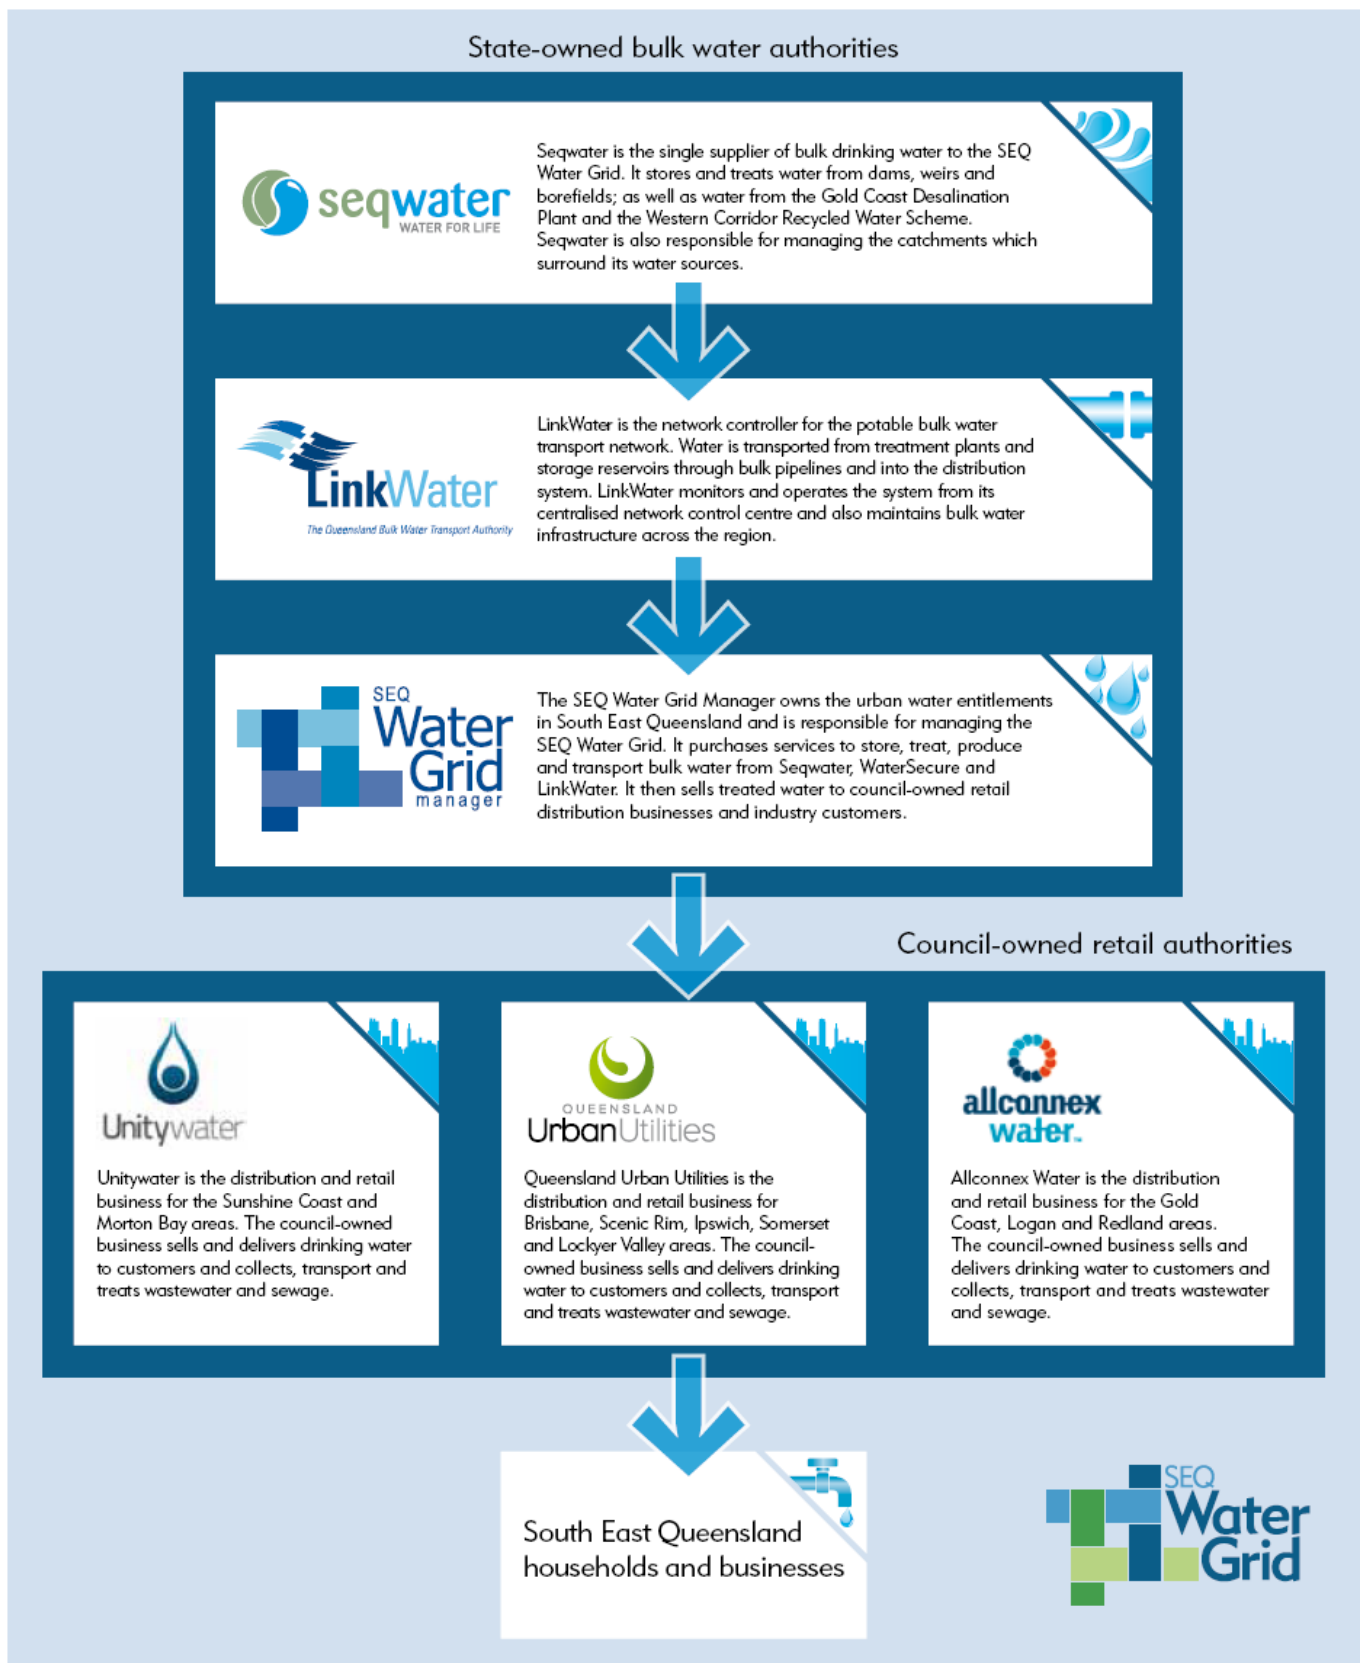 State-owned bulk water authorities
seqwater
WATER FOR LIFE
Seqwater is the single supplier of bulk drinking water to the SEQ
Water Grid. It stores and treats water from dams, weirs and
borefields; as well as water from the Gold Coast Desalination
Plant and the Western Corridor Recycled Water Scheme.
Seqwater is also responsible for managing the catchments which
surround its water sources.
LinkWater
The Queensland Bulk Water Transport Authority
LinkWater is the network controller for the potable bulk water
transport network. Water is transported from treatment plants and
storage reservoirs through bulk pipelines and into the distribution
system. LinkWater monitors and operates the system from its
centralised network control centre and also maintains bulk water
infrastructure across the region.
SEQ
Water
Grid
manager
The SEQ Water Grid Manager owns the urban water entitlements
in South East Queensland and is responsible for managing the
SEQ Water Grid. It purchases services to store, treat, produce
and transport bulk water from Seqwater, WaterSecure and
LinkWater. It then sells treated water to council-owned retail
distribution businesses and industry customers.
Council-owned retail authorities
Unitywater
Unitywater is the distribution and retail
business for the Sunshine Coast and
Morton Bay areas. The council-owned
business sells and delivers drinking water
to customers and collects, transport and
treats wastewater and sewage.
QUEENSLAND
UrbanUtilities
Queensland Urban Utilities is the
distribution and retail business for
Brisbane, Scenic Rim, Ipswich, Somerset
and Lockyer Valley areas. The council-
owned business sells and delivers drinking
water to customers and collects, transport
and treats wastewater and sewage.
allconnex
water™
Allconnex Water is the distribution
and retail business for the Gold
Coast, Logan and Redland areas.
The council-owned business sells and
delivers drinking water to customers and
collects, transport and treats wastewater
and sewage.
South East Queensland
households and businesses
SEQ
Water
Grid